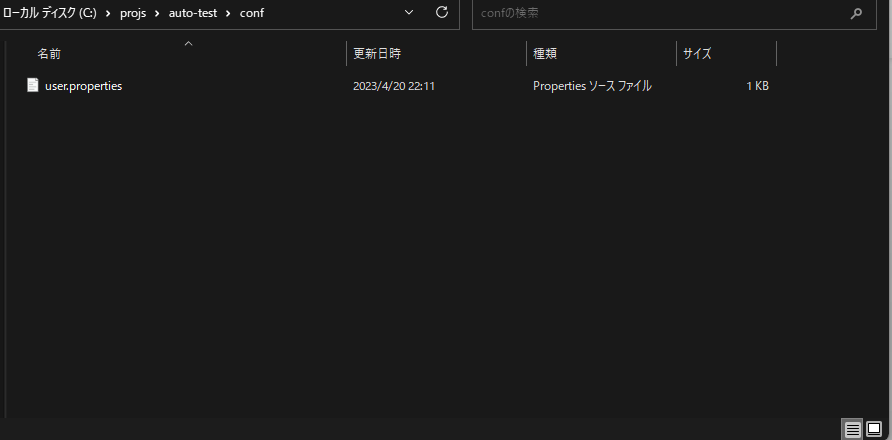 ローカル ディスク (C:) › projs › auto-test › conf
confの検索
名前 更新日時 種類 サイズ
user.properties 2023/4/20 22:11 Properties ソース ファイル 1 KB